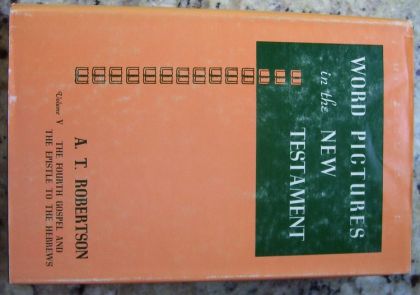 WORD PICTURES
in the NEW
TESTAMENT
A. T. ROBERTSON
Volume V THE FOURTH GOSPEL AND
THE EPISTLE TO THE HEBREWS